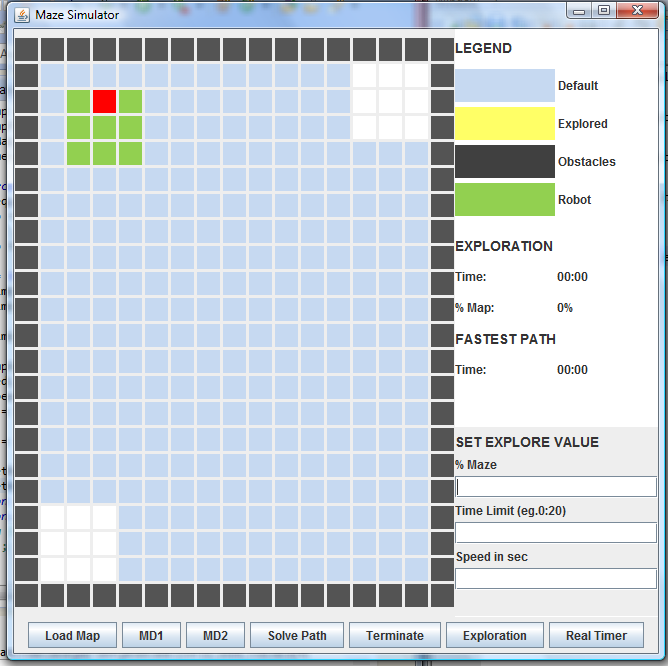 Maze Simulator
LEGEND
Default
Explored
Obstacles
Robot
EXPLORATION
Time: 00:00
% Map: 0%
FASTEST PATH
Time: 00:00
SET EXPLORE VALUE
% Maze
Time Limit (eg.0:20)
Speed in sec
Load Map MD1 MD2 Solve Path Terminate Exploration Real Timer